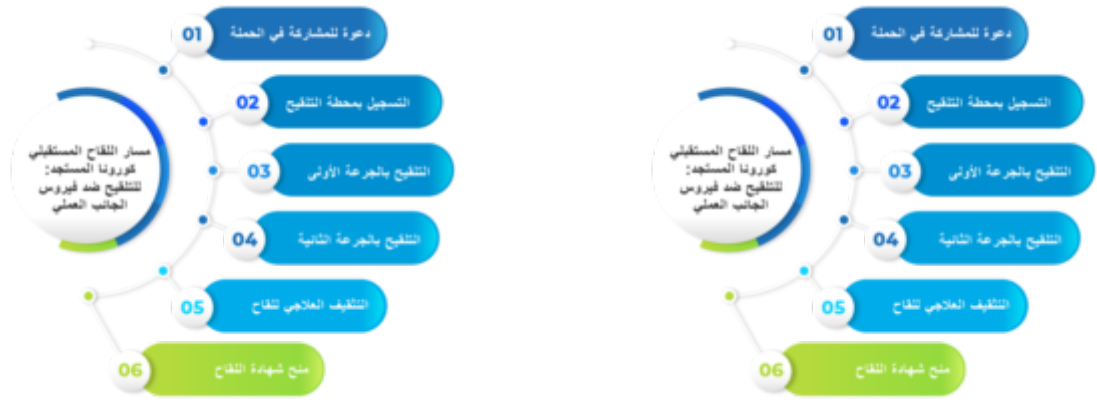 01 دعوة للمشاركة في الحملة
02 التسجيل بمحطة التلقيح
03 التلقيح بالجرعة الأولى
04 التلقيح بالجرعة الثانية
05 التثقيف العلاجي للقاح
06 منح شهادة اللقاح
مسار اللقاح المستقبلي
كورونا المستجد:
للتلقيح ضد فيروس
الجانب العملي
01 دعوة للمشاركة في الحملة
02 التسجيل بمحطة التلقيح
03 التلقيح بالجرعة الأولى
04 التلقيح بالجرعة الثانية
05 التثقيف العلاجي للقاح
06 منح شهادة اللقاح
مسار اللقاح المستقبلي
كورونا المستجد:
للتلقيح ضد فيروس
الجانب العملي